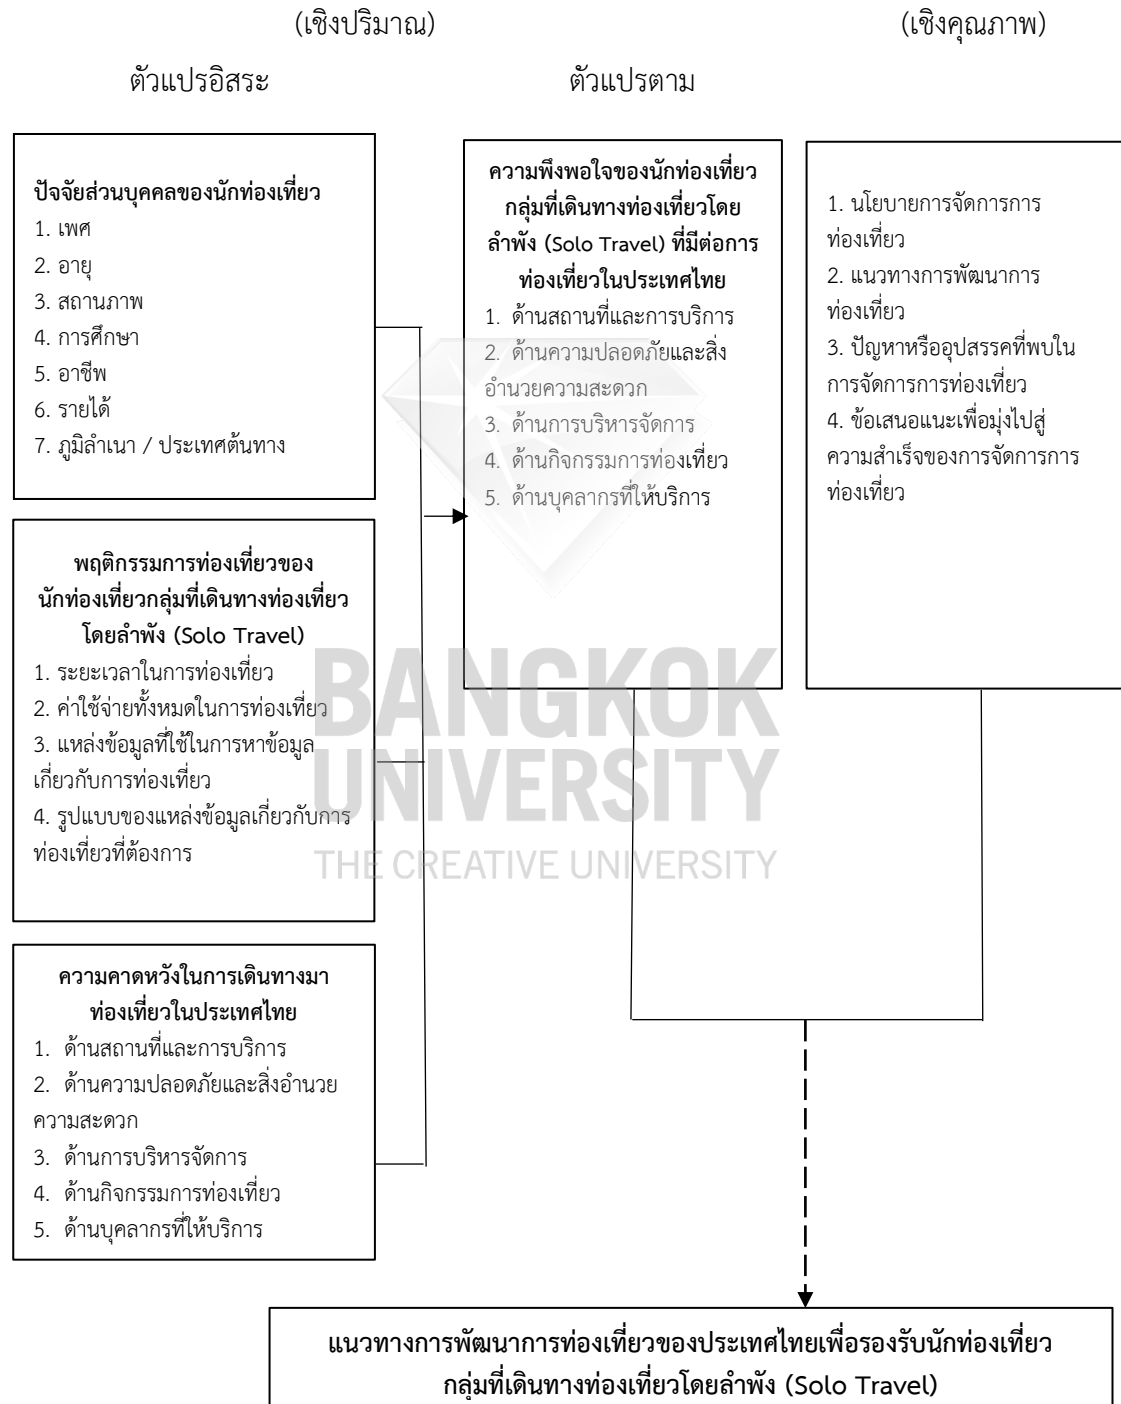 (เชิงปริมาณ)
(เชิงคุณภาพ)
ตัวแปรอิสระ
ตัวแปรตาม
ปัจจัยส่วนบุคคลของนักท่องเที่ยว
1. เพศ
2. อายุ
3. สถานภาพ
4. การศึกษา
5. อาชีพ
6. รายได้
7. ภูมิลำเนา / ประเทศต้นทาง
พฤติกรรมการท่องเที่ยวของ
นักท่องเที่ยวกลุ่มที่เดินทางท่องเที่ยว
โดยลำพัง (Solo Travel)
1. ระยะเวลาในการท่องเที่ยว
2. ค่าใช้จ่ายทั้งหมดในการท่องเที่ยว
3. แหล่งข้อมูลที่ใช้ในการหาข้อมูล
เกี่ยวกับการท่องเที่ยว
4. รูปแบบของแหล่งข้อมูลเกี่ยวกับการ
ท่องเที่ยวที่ต้องการ
ความคาดหวังในการเดินทางมา
ท่องเที่ยวในประเทศไทย
1. ด้านสถานที่และการบริการ
2. ด้านความปลอดภัยและสิ่งอำนวย
ความสะดวก
3. ด้านการบริหารจัดการ
4. ด้านกิจกรรมการท่องเที่ยว
5. ด้านบุคลากรที่ให้บริการ
ความพึงพอใจของนักท่องเที่ยว
กลุ่มที่เดินทางท่องเที่ยวโดย
ลำพัง (Solo Travel) ที่มีต่อการ
ท่องเที่ยวในประเทศไทย
1. ด้านสถานที่และการบริการ
2. ด้านความปลอดภัยและสิ่ง
อำนวยความสะดวก
3. ด้านการบริหารจัดการ
4. ด้านกิจกรรมการท่องเที่ยว
5. ด้านบุคลากรที่ให้บริการ
1. นโยบายการจัดการการ
ท่องเที่ยว
2. แนวทางการพัฒนาการ
ท่องเที่ยว
3. ปัญหาหรืออุปสรรคที่พบใน
การจัดการการท่องเที่ยว
4. ข้อเสนอแนะเพื่อมุ่งไปสู่
ความสำเร็จของการจัดการการ
ท่องเที่ยว
BANGKOK
UNIVERSITY
THE CREATIVE UNIVERSITY
แนวทางการพัฒนาการท่องเที่ยวของประเทศไทยเพื่อรองรับนักท่องเที่ยว
กลุ่มที่เดินทางท่องเที่ยวโดยลำพัง (Solo Travel)